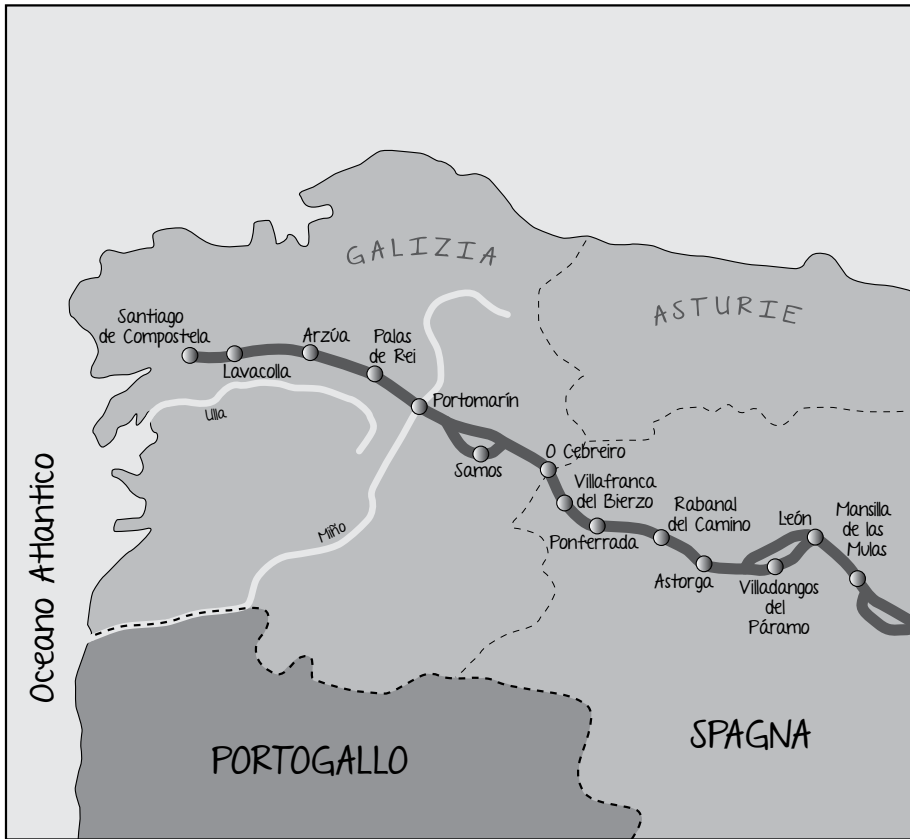 GALIZIA
ASTURIE
Santiago
de Compostela
Lavacolla
Arzúa
Palas
de Rei
Ulla
Portomarín
Samos
Miño
O Cebreiro
Villafranca
del Bierzo
Ponferrada
Rabanal
del Camino
Astorga
León
Villadangos
del
Páramo
Mansilla
de las
Mulas
Oceano Atlantico
PORTOGALLO
SPAGNA